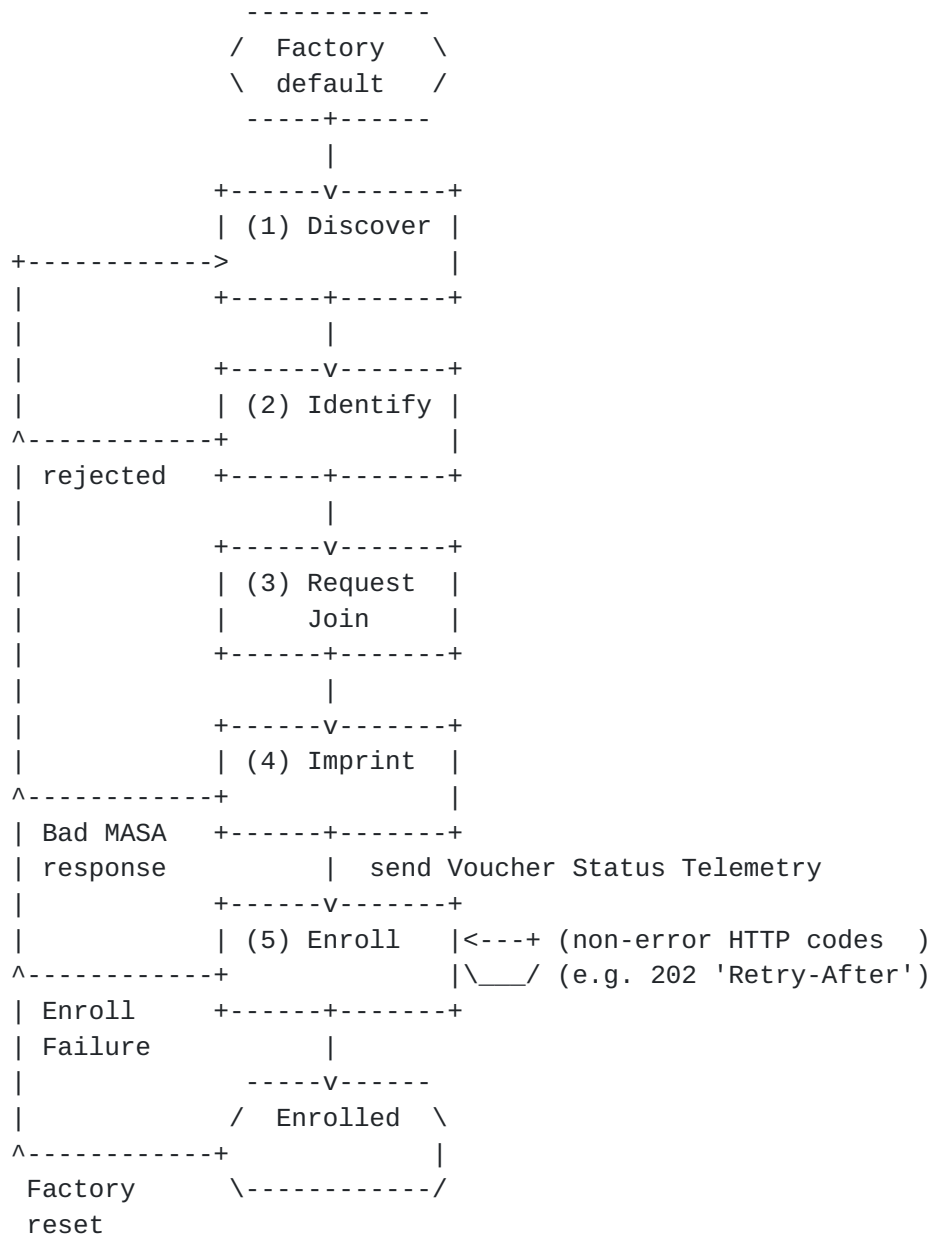 Factory
default
(1) Discover
(2) Identify
rejected
(3) Request
Join
(4) Imprint
Bad MASA
response | send Voucher Status Telemetry
(5) Enroll |<---+ (non-error HTTP codes  )
|\___/ (e.g. 202 'Retry-After')
Enroll
Failure
Enrolled
Factory
reset